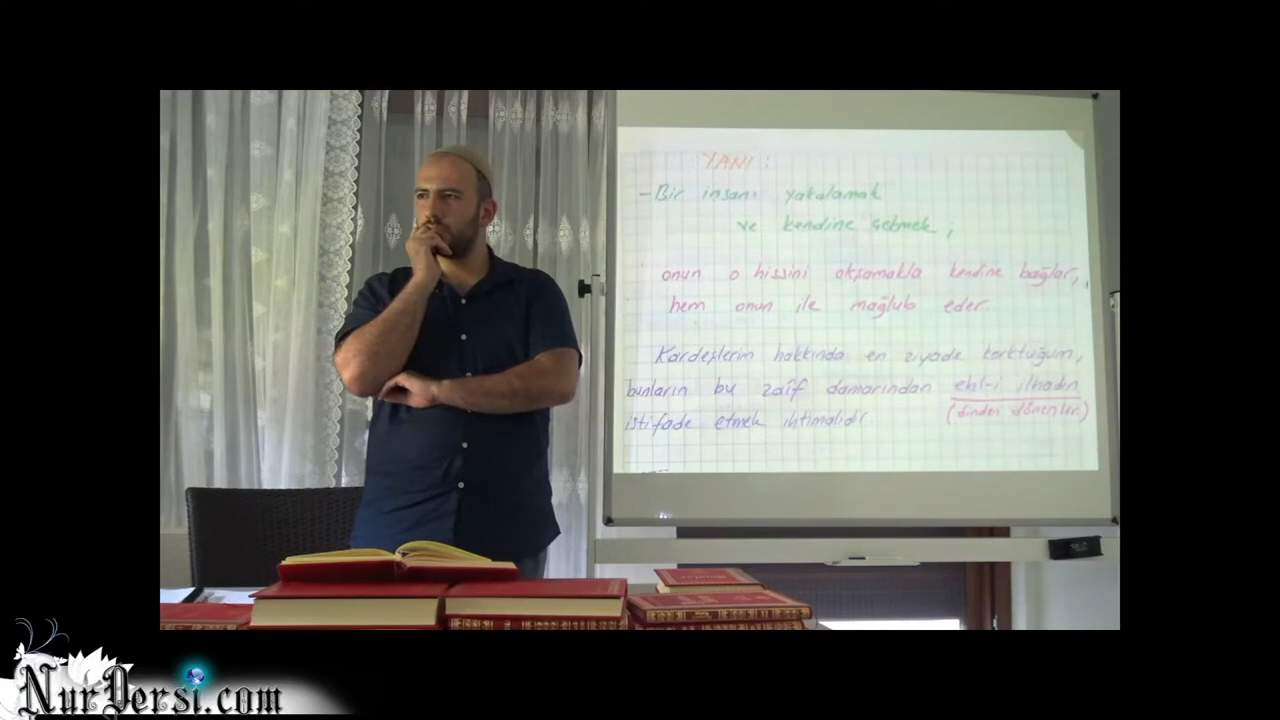 YANI :
- Bir insanı yakalamak
ve kendine çekmek,
onun o hissini okşamakla kendine bağlar,
hem onun ile mağlub eder.
Kardeşlerim hakkında en ziyade korktuğum,
bunların bu zaîf damarından ehl-i ilhadın
istifade etmek ihtimalidir. (dinden dönenler)
NurDersi.com